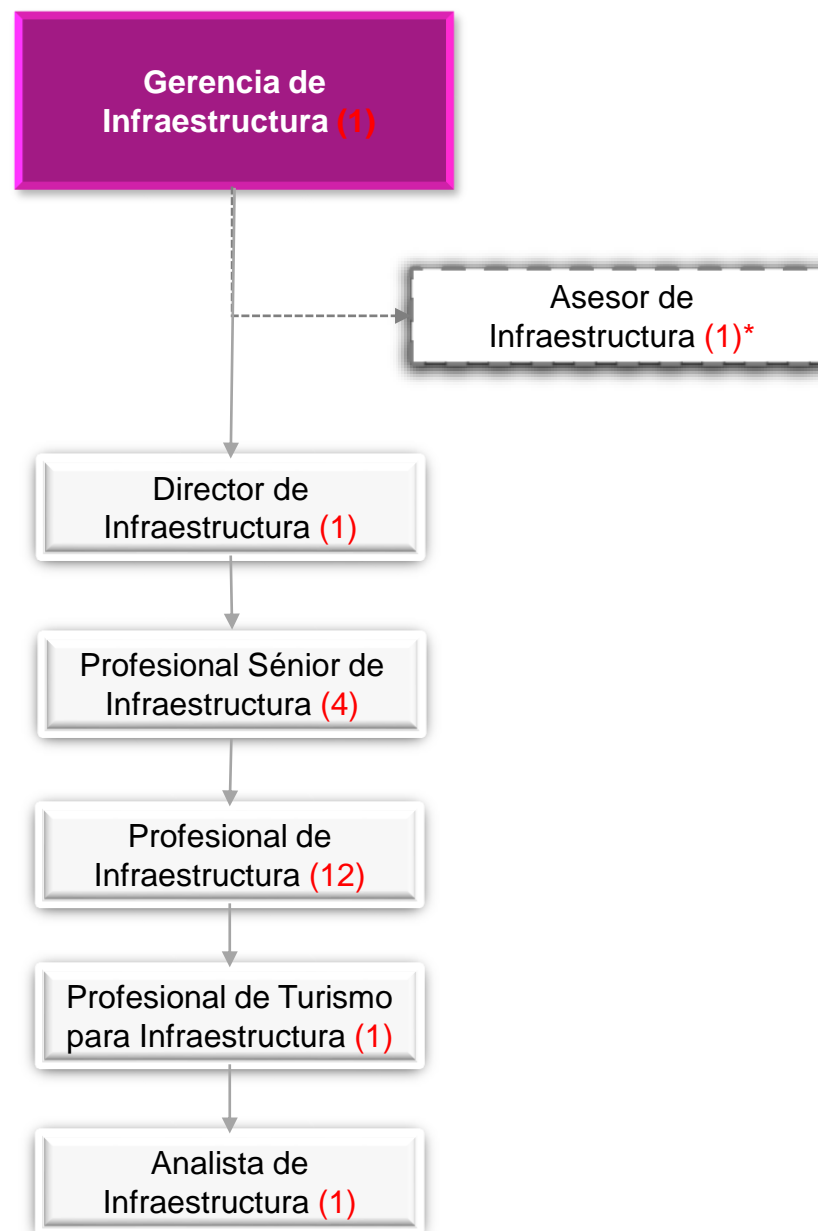 Gerencia de
Infraestructura (1)
Asesor de
Infraestructura (1)*
Director de
Infraestructura (1)
Profesional Sénior de
Infraestructura (4)
Profesional de
Infraestructura (12)
Profesional de Turismo
para Infraestructura (1)
Analista de
Infraestructura (1)